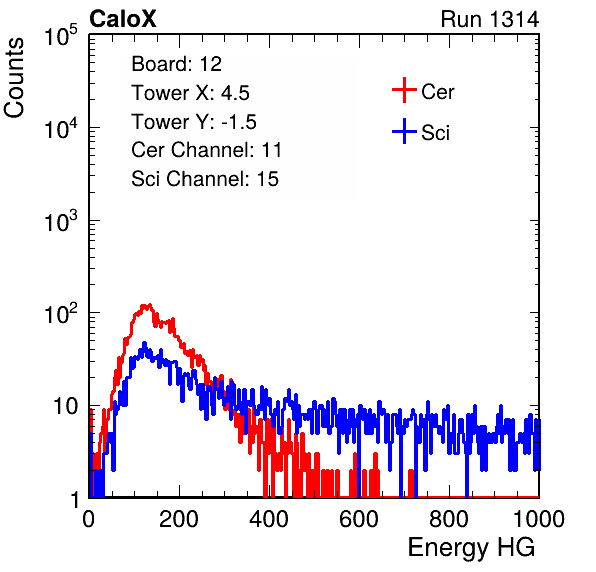 CaloX Run 1314
Counts
10^5
10^4
10^3
10^2
10
1
Board: 12
Tower X: 4.5
Tower Y: -1.5
Cer Channel: 11
Sci Channel: 15
Cer
Sci
0 200 400 600 800 1000
Energy HG